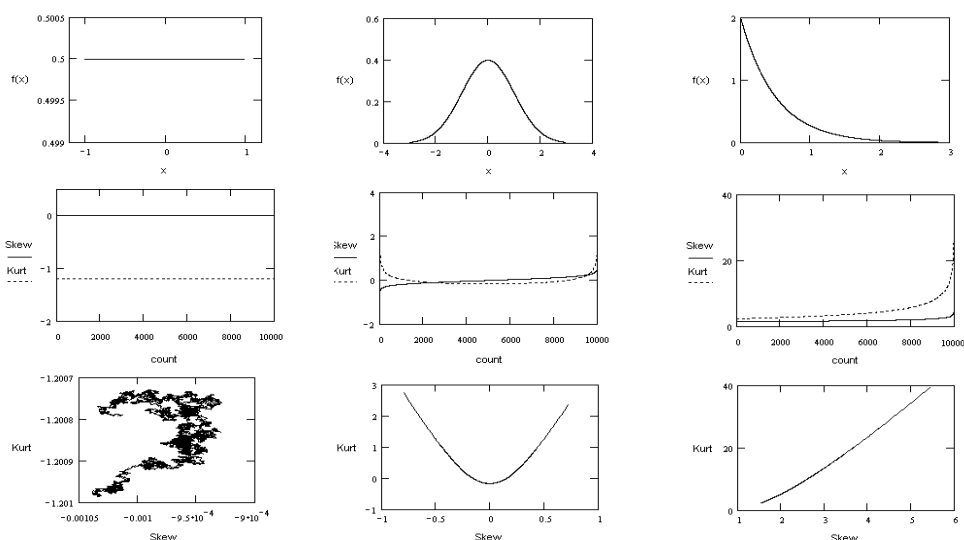 0.5005
0.5
f(x)
0.4995
0.499
-1 0 1
x
0.6
0.4
f(x)
0.2
0
-4 -2 0 2 4
x
2
f(x)
1
0
0 1 2 3
x
0
Skew
Kurt
-1
-2
0 2000 4000 6000 8000 10000
count
4
2
Skew
Kurt
0
-2
0 2000 4000 6000 8000 10000
count
40
Skew
20
Kurt
0
0 2000 4000 6000 8000 10000
count
-1.2007
-1.2008
Kurt
-1.2009
-1.201
-0.00105 -0.001 -9.5•10^-4 -9•10^-4
Skew
3
2
Kurt
1
0
-1
-1 -0.5 0 0.5 1
Skew
40
Kurt
20
0
1 2 3 4 5 6
Skew